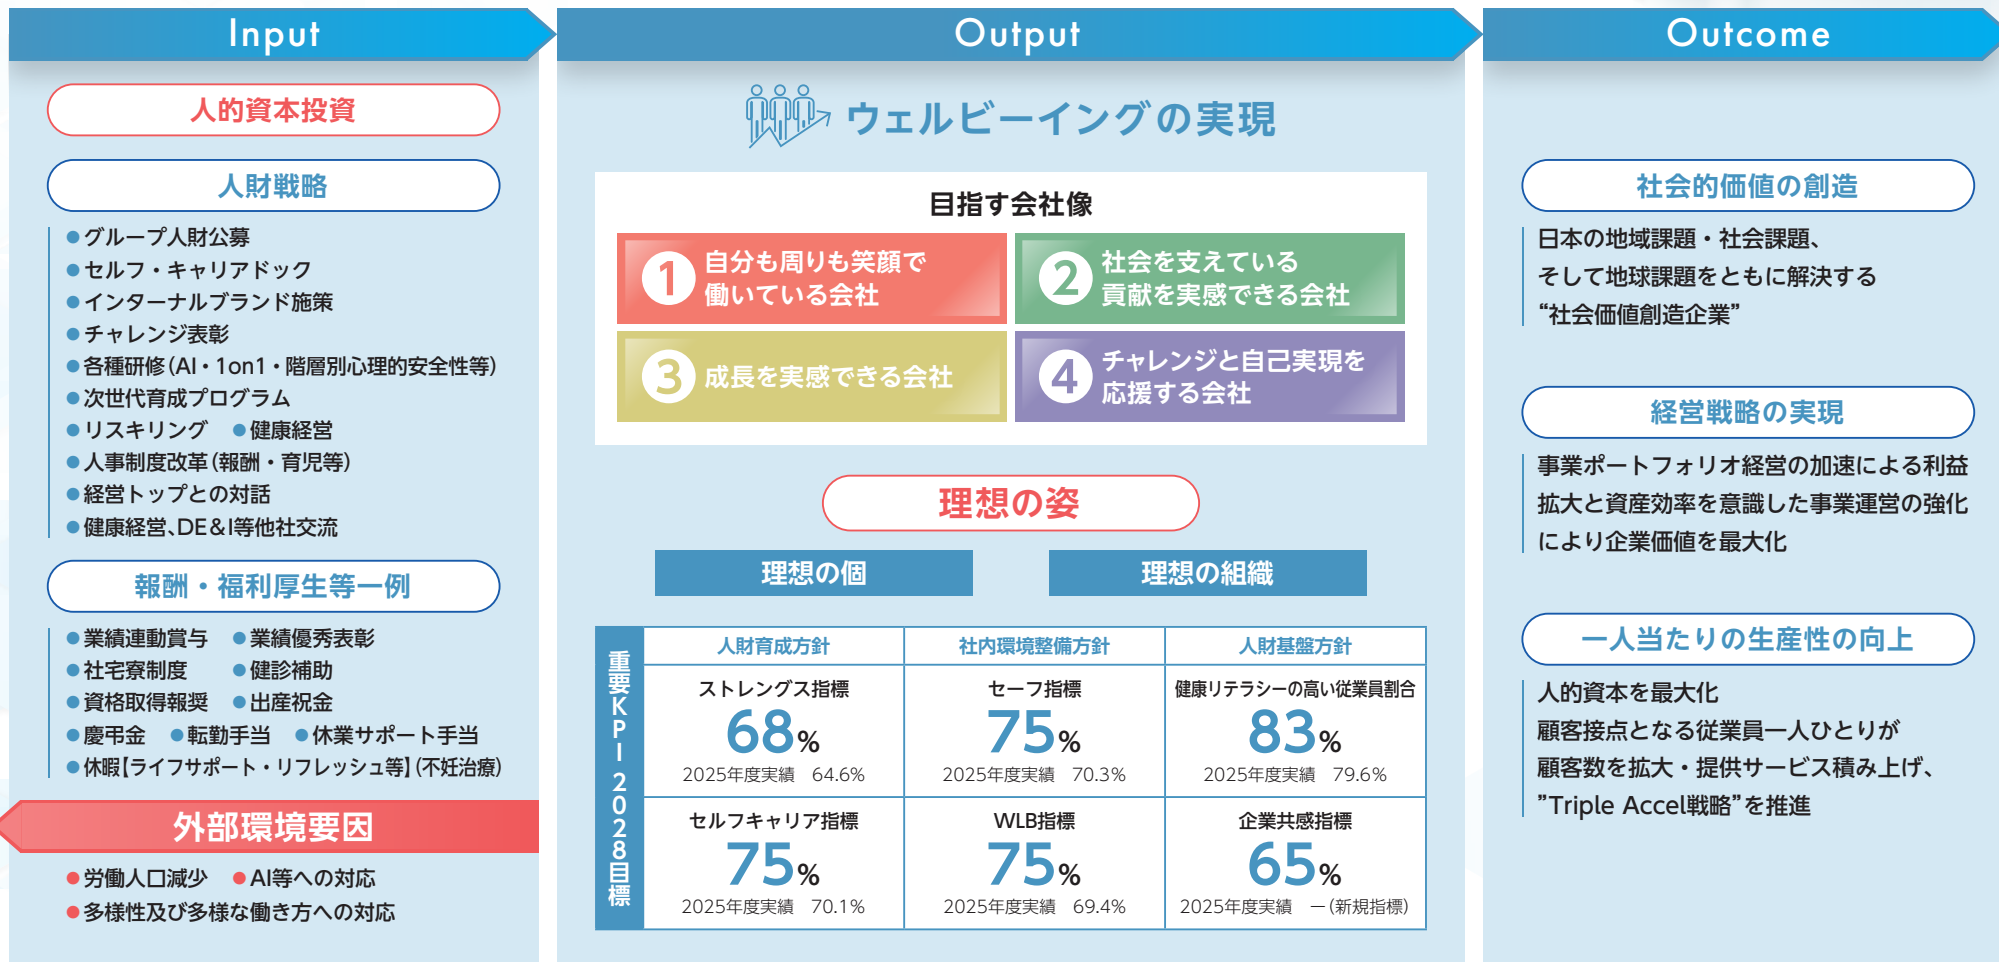 Input
人的資本投資
人財戦略
●グループ人財公募
●セルフ・キャリアドック
●インターナルブランド施策
●チャレンジ表彰
●各種研修(AI・1on1・階層別心理的安全性等)
●次世代育成プログラム
●リスキリング ●健康経営
●人事制度改革(報酬・育児等)
●経営トップとの対話
●健康経営、DE&I等他社交流
報酬・福利厚生等一例
●業績連動賞与 ●業績優秀表彰
●社宅寮制度 ●健診補助
●資格取得報奨 ●出産祝金
●慶弔金 ●転勤手当 ●休業サポート手当
●休暇【ライフサポート・リフレッシュ等】(不妊治療)
外部環境要因
●労働人口減少 ●AI等への対応
●多様性及び多様な働き方への対応
Output
ウェルビーイングの実現
目指す会社像
1 自分も周りも笑顔で
働いている会社
2 社会を支えている
貢献を実感できる会社
3 成長を実感できる会社
4 チャレンジと自己実現を
応援する会社
理想の姿
理想の個 理想の組織
重要KPI 2028目標
人財育成方針 社内環境整備方針 人財基盤方針
ストレングス指標
68%
2025年度実績 64.6%
セーフ指標
75%
2025年度実績 70.3%
健康リテラシーの高い従業員割合
83%
2025年度実績 79.6%
セルフキャリア指標
75%
2025年度実績 70.1%
WLB指標
75%
2025年度実績 69.4%
企業共感指標
65%
2025年度実績 ー(新規指標)
Outcome
社会的価値の創造
日本の地域課題・社会課題、
そして地球課題をともに解決する
“社会価値創造企業”
経営戦略の実現
事業ポートフォリオ経営の加速による利益
拡大と資産効率を意識した事業運営の強化
により企業価値を最大化
一人当たりの生産性の向上
人的資本を最大化
顧客接点となる従業員一人ひとりが
顧客数を拡大・提供サービス積み上げ、
”Triple Accel戦略”を推進